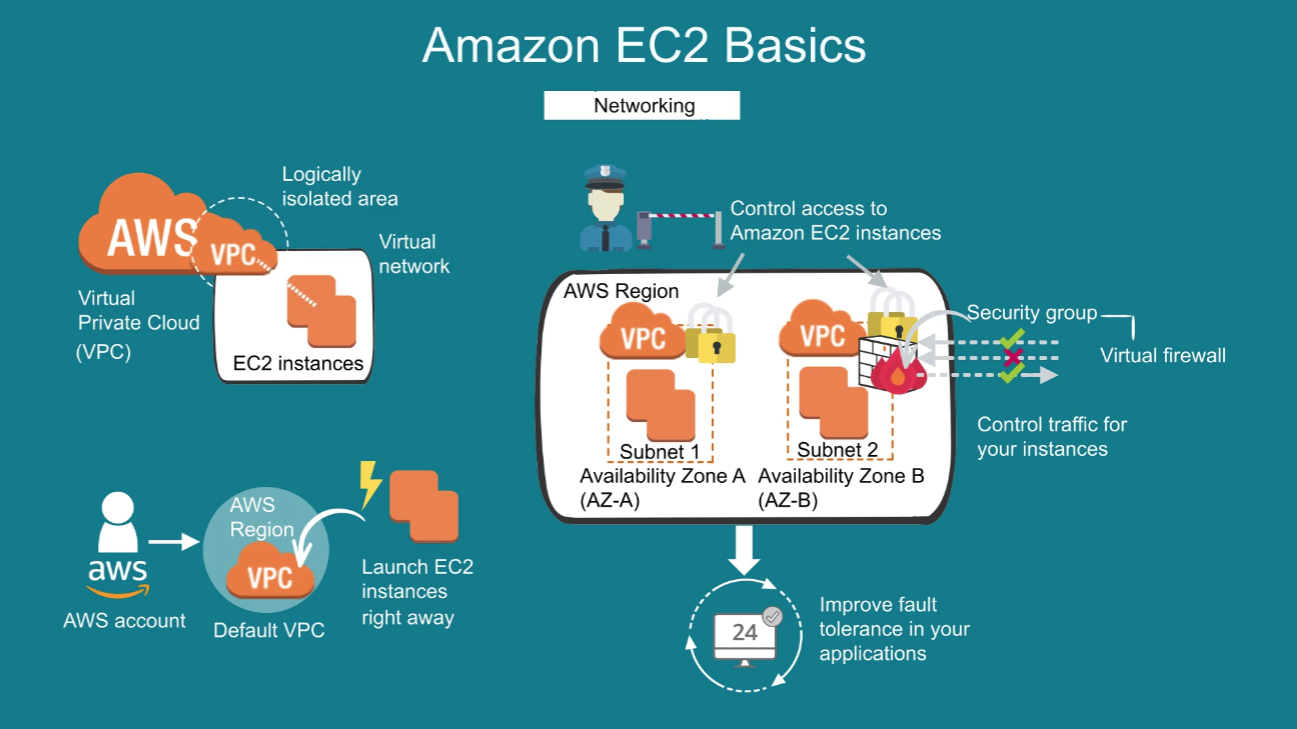 Amazon EC2 Basics
Networking
Logically
isolated area
AWS
VPC
Virtual
network
Virtual
Private Cloud
(VPC)
EC2 instances
Control access to
Amazon EC2 instances
AWS Region
VPC
VPC
Subnet 1
Subnet 2
Availability Zone A
(AZ-A)
Availability Zone B
(AZ-B)
Security group
Virtual firewall
Control traffic for
your instances
aws
AWS account
AWS
Region
VPC
Default VPC
Launch EC2
instances
right away
24
Improve fault
tolerance in your
applications